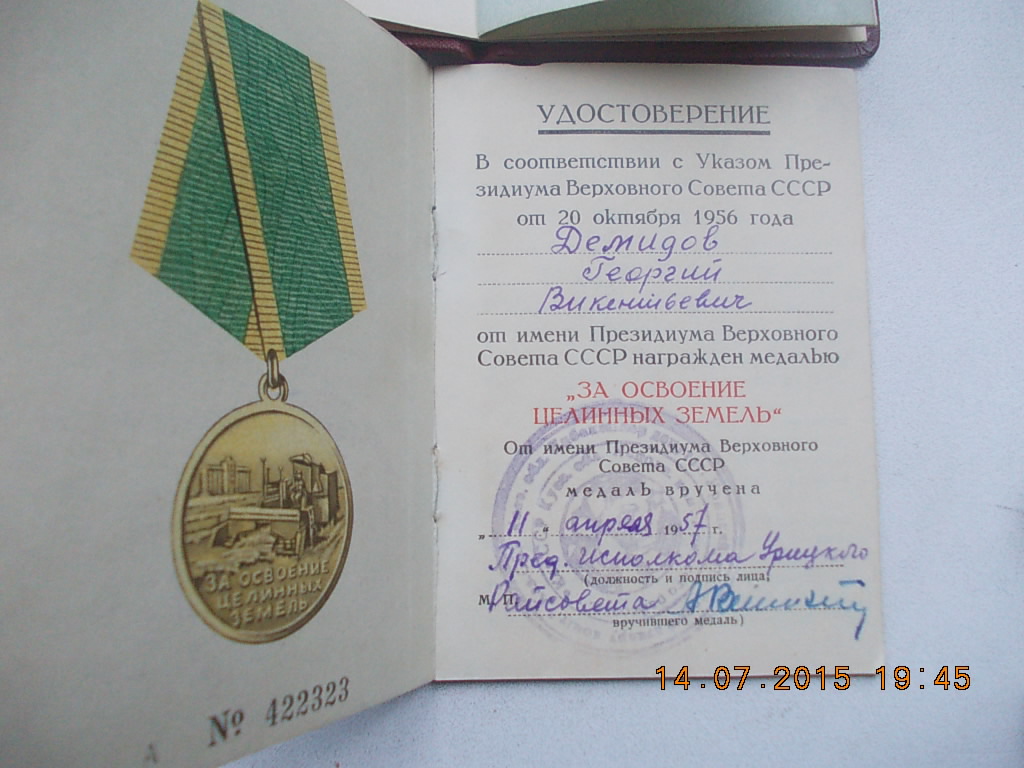 ЗА ОСВОЕНИЕ
ЦЕЛИННЫХ
ЗЕМЕЛЬ
А № 422323
УДОСТОВЕРЕНИЕ
В соответствии с Указом Пре-
зидиума Верховного Совета СССР
от 20 октября 1956 года
Демидов
Георгий
Викентьевич
от имени Президиума Верховного
Совета СССР награжден медалью
„ЗА ОСВОЕНИЕ
ЦЕЛИННЫХ ЗЕМЕЛЬ“
От имени Президиума Верховного
Совета СССР
медаль вручена
„ 11 “ апреля 1957 г.
Пред. исполкома Урицкого
(должность и подпись лица,
М.П. Райсовета
вручившего медаль)
14.07.2015 19:45